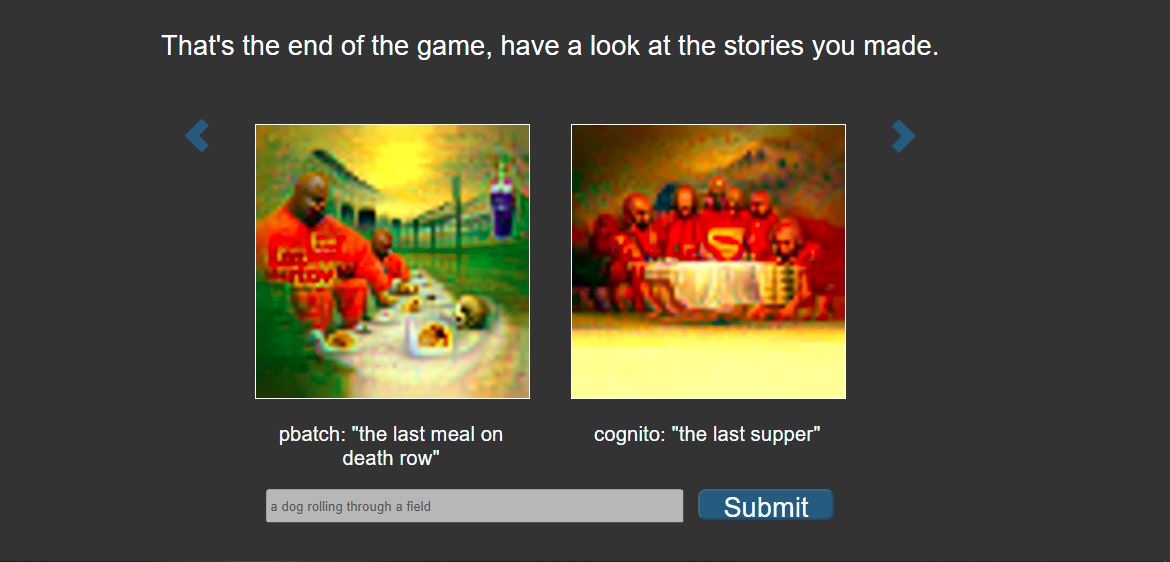 That's the end of the game, have a look at the stories you made.
pbatch: "the last meal on
death row"
cognito: "the last supper"
a dog rolling through a field
Submit